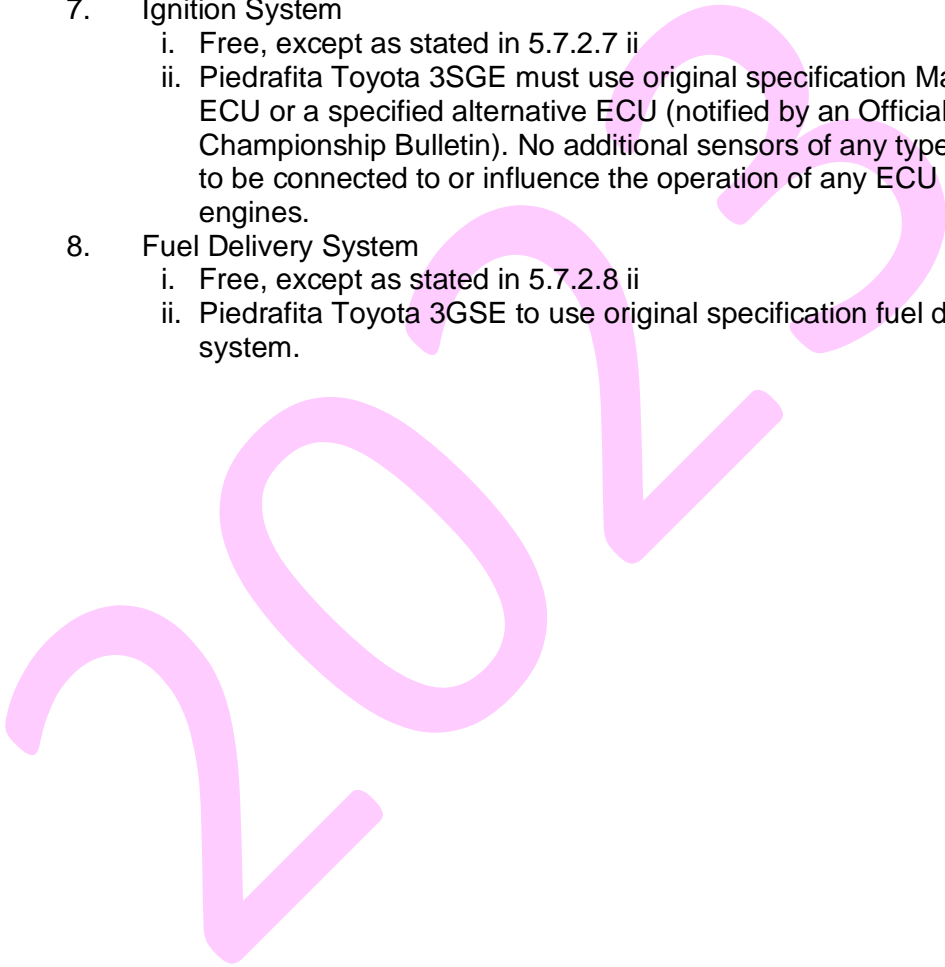 7. Ignition System
i. Free, except as stated in 5.7.2.7 ii
ii. Piedrafita Toyota 3SGE must use original specification
ECU or a specified alternative ECU (notified by an Official
Championship Bulletin). No additional sensors of any type
to be connected to or influence the operation of any ECU
engines.
8. Fuel Delivery System
i. Free, except as stated in 5.7.2.8 ii
ii. Piedrafita Toyota 3GSE to use original specification fuel
system.
2023